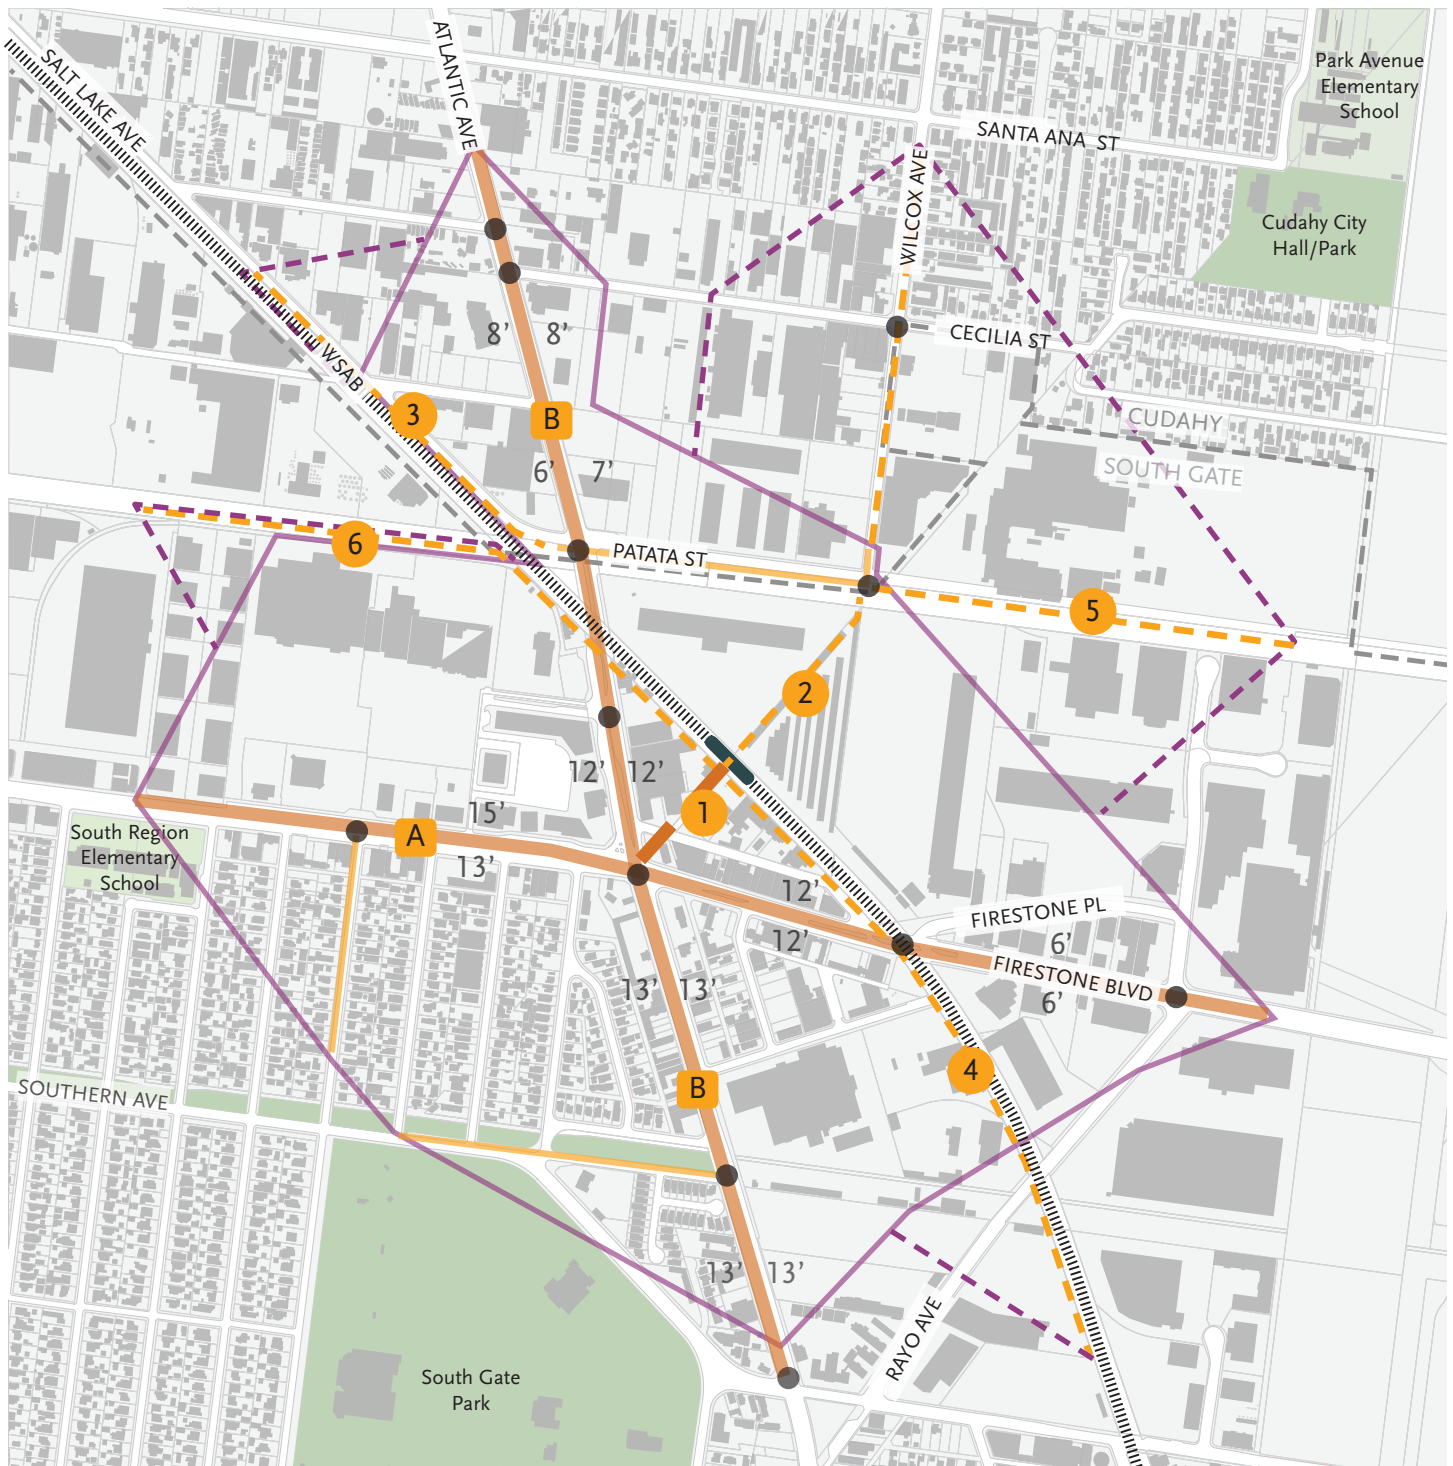 ATLANTIC AVE
SALT LAKE AVE
Park Avenue
Elementary
School
SANTA ANA ST
WILCOX AVE
Cudahy City
Hall/Park
8’
8’
CECILIA ST
WSAB
3
B
CUDAHY
6’
7’
SOUTH GATE
6
PATATA ST
5
2
12’
12’
15’
1
A
13’
South Region
Elementary
School
12’
FIRESTONE PL
12’
6’
FIRESTONE BLVD
13’
13’
6’
4
SOUTHERN AVE
B
13’
13’
RAYO AVE
South Gate
Park